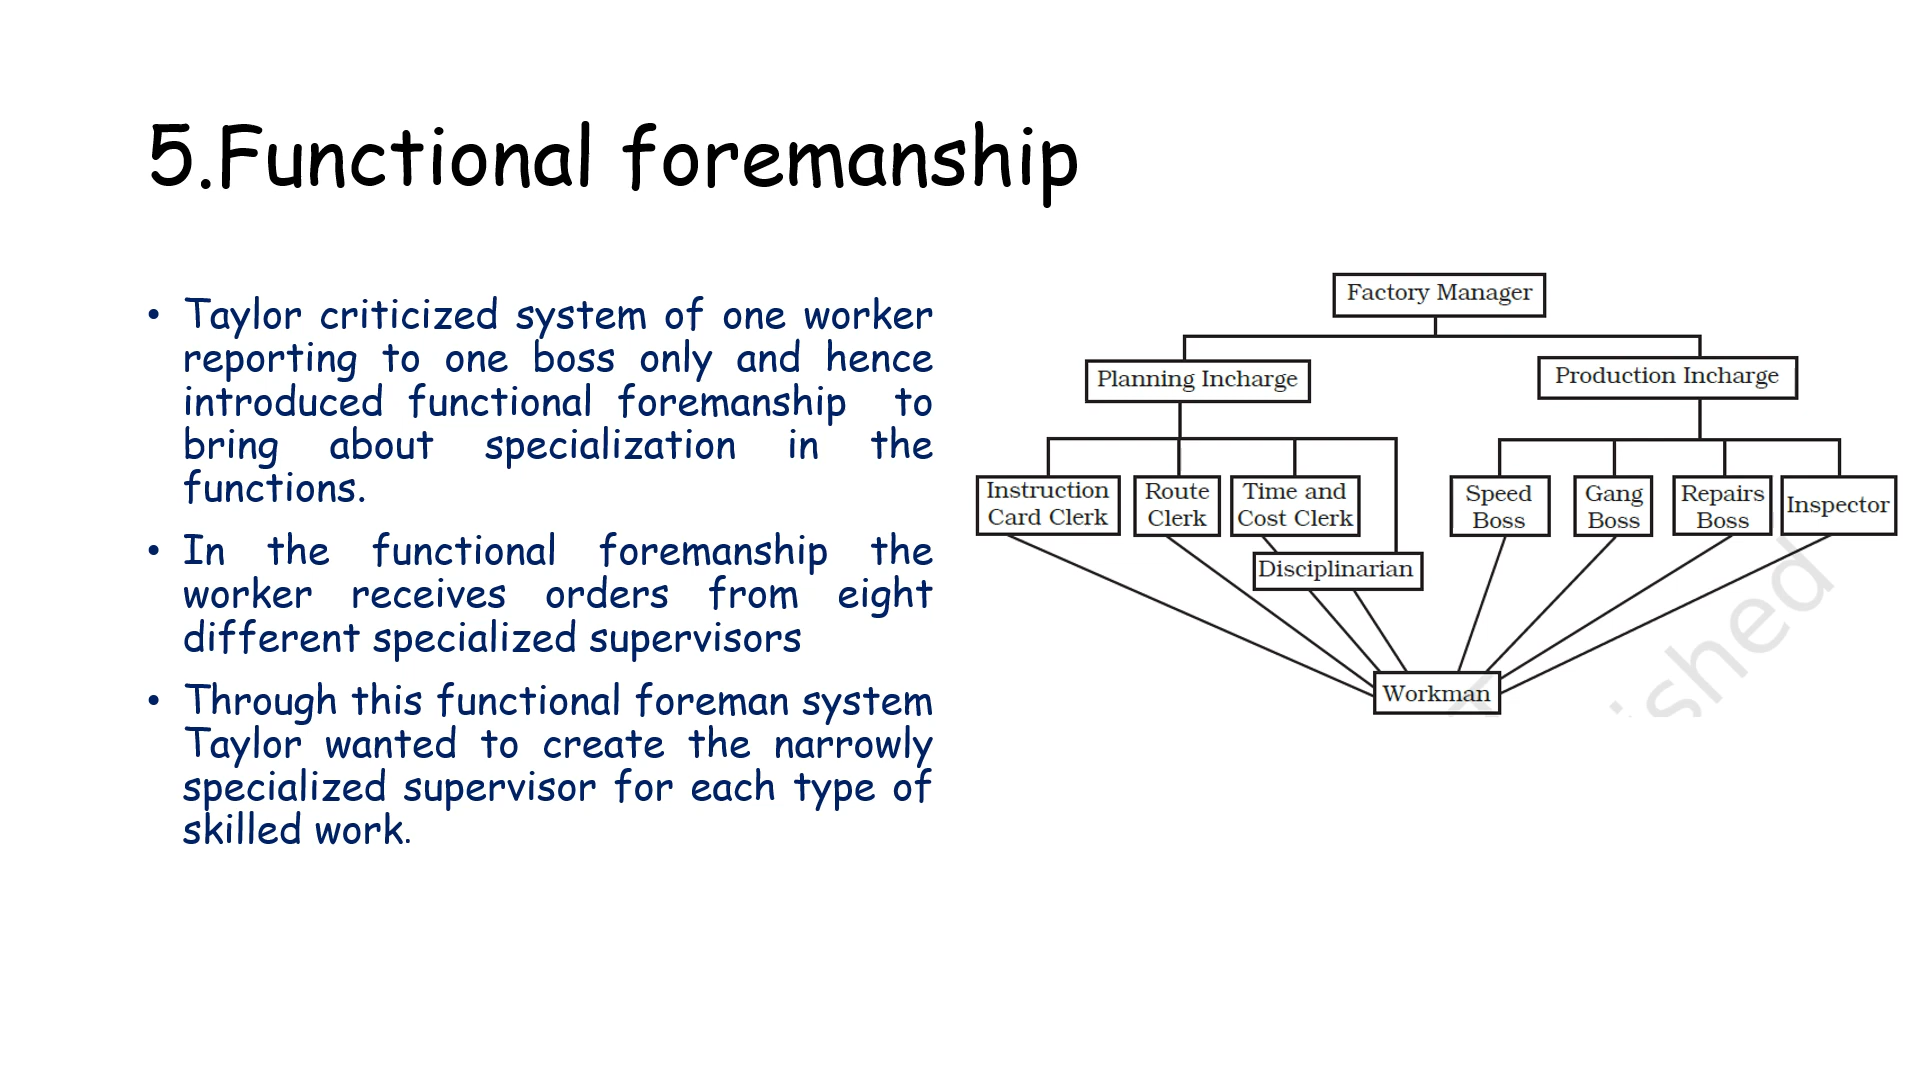 5.Functional foremanship
• Taylor criticized system of one worker
reporting to one boss only and hence
introduced functional foremanship to
bring about specialization in the
functions.
• In the functional foremanship the
worker receives orders from eight
different specialized supervisors
• Through this functional foreman system
Taylor wanted to create the narrowly
specialized supervisor for each type of
skilled work.
Factory Manager
Planning Incharge
Production Incharge
Instruction
Card Clerk
Route
Clerk
Time and
Cost Clerk
Disciplinarian
Speed
Boss
Gang
Boss
Repairs
Boss
Inspector
Workman